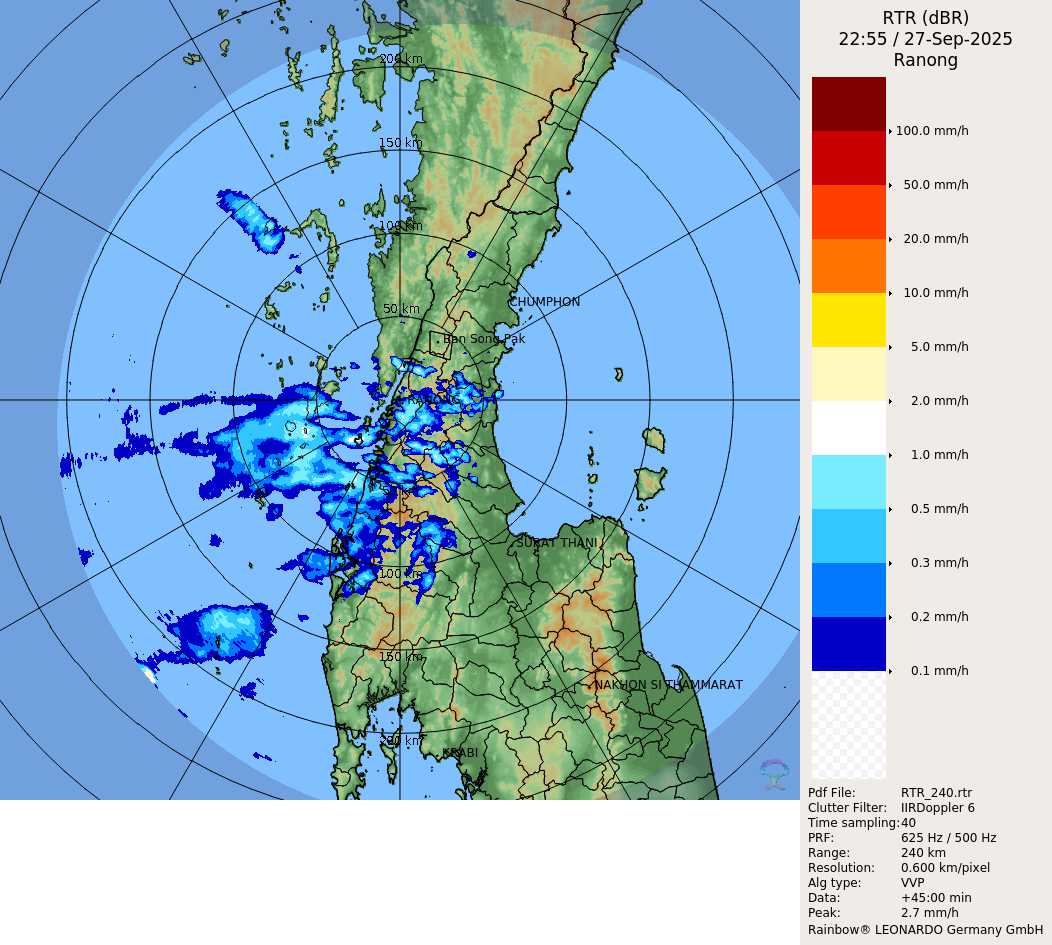 RTR (dBR)
22:55 / 27-Sep-2025
Ranong
200 km
150 km
100 km
50 km
CHUMPHON
Ban Song Pak
RANONG
100 km
SURAT THANI
150 km
NAKHON SI THAMMARAT
200 km
KRABI
100.0 mm/h
50.0 mm/h
20.0 mm/h
10.0 mm/h
5.0 mm/h
2.0 mm/h
1.0 mm/h
0.5 mm/h
0.3 mm/h
0.2 mm/h
0.1 mm/h
Pdf File: RTR_240.rtr
Clutter Filter: IIRDoppler 6
Time sampling: 40
PRF: 625 Hz / 500 Hz
Range: 240 km
Resolution: 0.600 km/pixel
Alg type: VVP
Data: +45:00 min
Peak: 2.7 mm/h
Rainbow® LEONARDO Germany GmbH